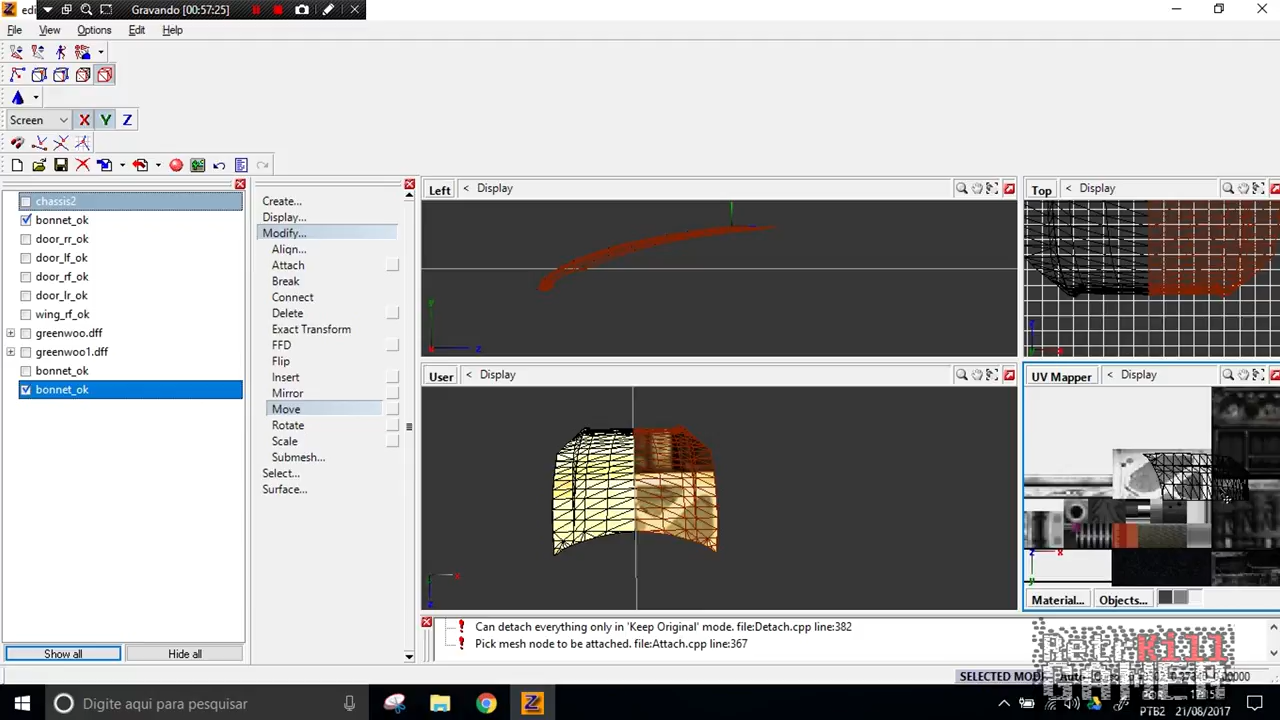 edi
Gravando [00:57:25]
File View Options Edit Help
Screen X Y Z
chassis2
bonnet_ok
door_rr_ok
door_lf_ok
door_rf_ok
door_lr_ok
wing_rf_ok
greenwoo.dff
greenwoo1.dff
bonnet_ok
bonnet_ok
Show all Hide all
Create...
Display...
Modify...
Align...
Attach
Break
Connect
Delete
Exact Transform
FFD
Flip
Insert
Mirror
Move
Rotate
Scale
Submesh...
Select...
Surface...
Left < Display
Top < Display
User < Display
UV Mapper < Display
Material... Objects...
Can detach everything only in 'Keep Original' mode. file:Detach.cpp line:382
Pick mesh node to be attached. file:Attach.cpp line:367
SELECTED MOD
Digite aqui para pesquisar
PTB2 21/08/2017